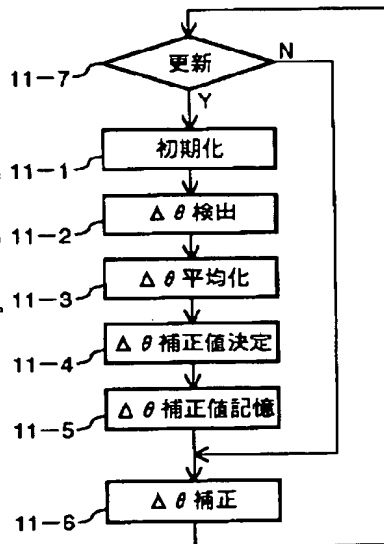 更新
N
11-7
Y
初期化
11-1
Δθ検出
11-2
Δθ平均化
11-3
Δθ補正値決定
11-4
Δθ補正値記憶
11-5
Δθ補正
11-6